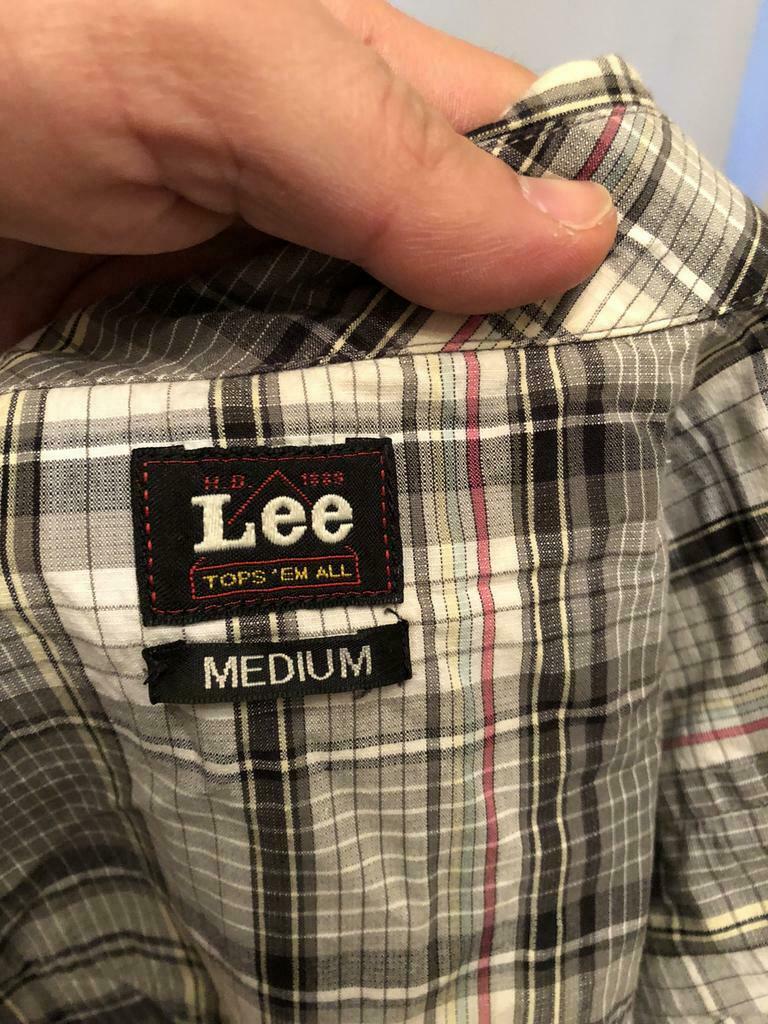 H.D. 1889
Lee
TOPS 'EM ALL
MEDIUM